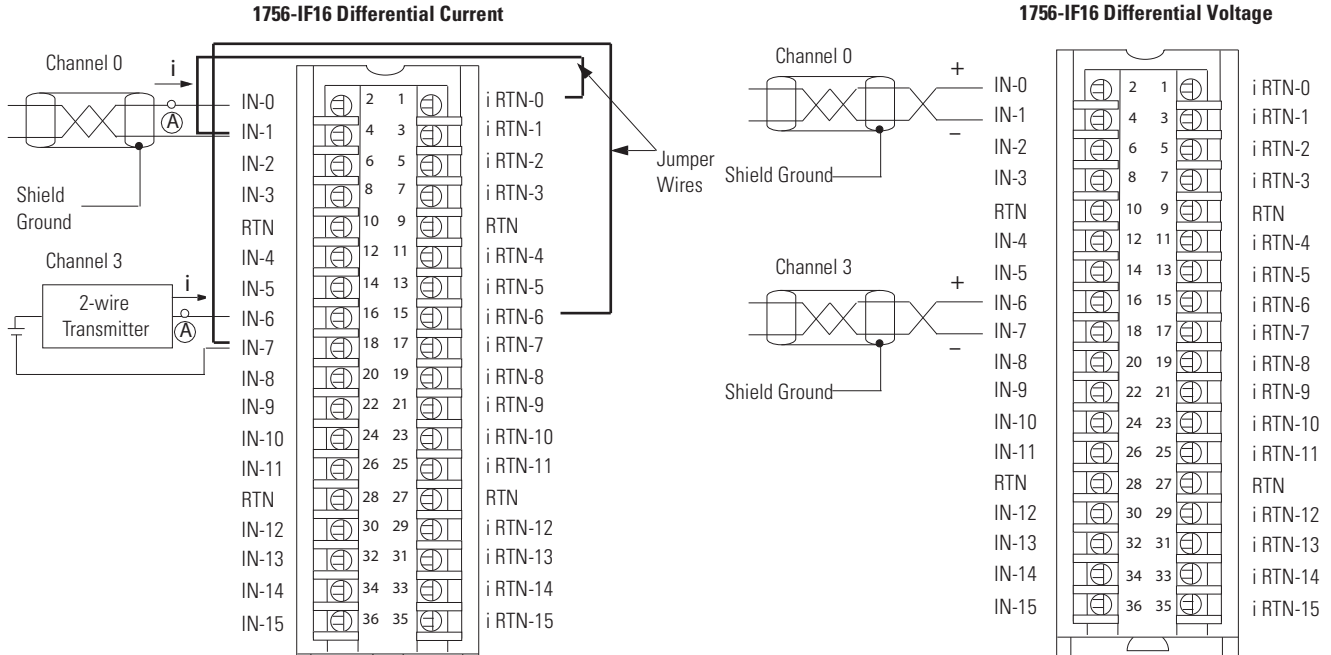 1756-IF16 Differential Current
Channel 0
i
A
Shield
Ground
Channel 3
i
2-wire
Transmitter
A
IN-0 2 1 i RTN-0
IN-1 4 3 i RTN-1
IN-2 6 5 i RTN-2
IN-3 8 7 i RTN-3
RTN 10 9 RTN
IN-4 12 11 i RTN-4
IN-5 14 13 i RTN-5
IN-6 16 15 i RTN-6
IN-7 18 17 i RTN-7
IN-8 20 19 i RTN-8
IN-9 22 21 i RTN-9
IN-10 24 23 i RTN-10
IN-11 26 25 i RTN-11
RTN 28 27 RTN
IN-12 30 29 i RTN-12
IN-13 32 31 i RTN-13
IN-14 34 33 i RTN-14
IN-15 36 35 i RTN-15
Jumper
Wires
1756-IF16 Differential Voltage
Channel 0
+
–
Shield Ground
Channel 3
+
–
Shield Ground
IN-0 2 1 i RTN-0
IN-1 4 3 i RTN-1
IN-2 6 5 i RTN-2
IN-3 8 7 i RTN-3
RTN 10 9 RTN
IN-4 12 11 i RTN-4
IN-5 14 13 i RTN-5
IN-6 16 15 i RTN-6
IN-7 18 17 i RTN-7
IN-8 20 19 i RTN-8
IN-9 22 21 i RTN-9
IN-10 24 23 i RTN-10
IN-11 26 25 i RTN-11
RTN 28 27 RTN
IN-12 30 29 i RTN-12
IN-13 32 31 i RTN-13
IN-14 34 33 i RTN-14
IN-15 36 35 i RTN-15